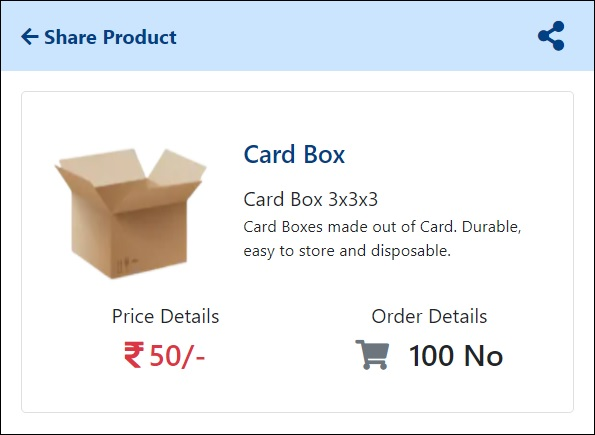 Share Product
Card Box
Card Box 3x3x3
Card Boxes made out of Card. Durable,
easy to store and disposable.
Price Details
Order Details
₹ 50/-
100 No